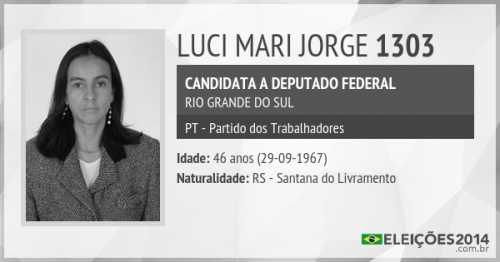 LUCI MARI JORGE 1303
CANDIDATA A DEPUTADO FEDERAL
RIO GRANDE DO SUL
PT - Partido dos Trabalhadores
Idade: 46 anos (29-09-1967)
Naturalidade: RS - Santana do Livramento
ELEIÇÕES2014
.com.br